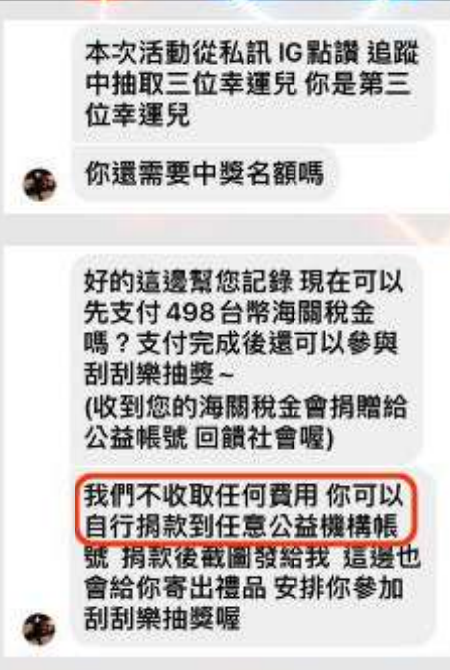 本次活動從私訊 IG 點讚 追蹤
中抽取三位幸運兒 你是第三
位幸運兒
你還需要中獎名額嗎
好的這邊幫您記錄 現在可以
先支付 498 台幣海關稅金
嗎？支付完成後還可以參與
刮刮樂抽獎~
(收到您的海關稅金會捐贈給
公益帳號 回饋社會喔)
我們不收取任何費用 你可以
自行捐款到任意公益機構帳
號 捐款後截圖發給我 這邊也
會給你寄出禮品 安排你參加
刮刮樂抽獎喔